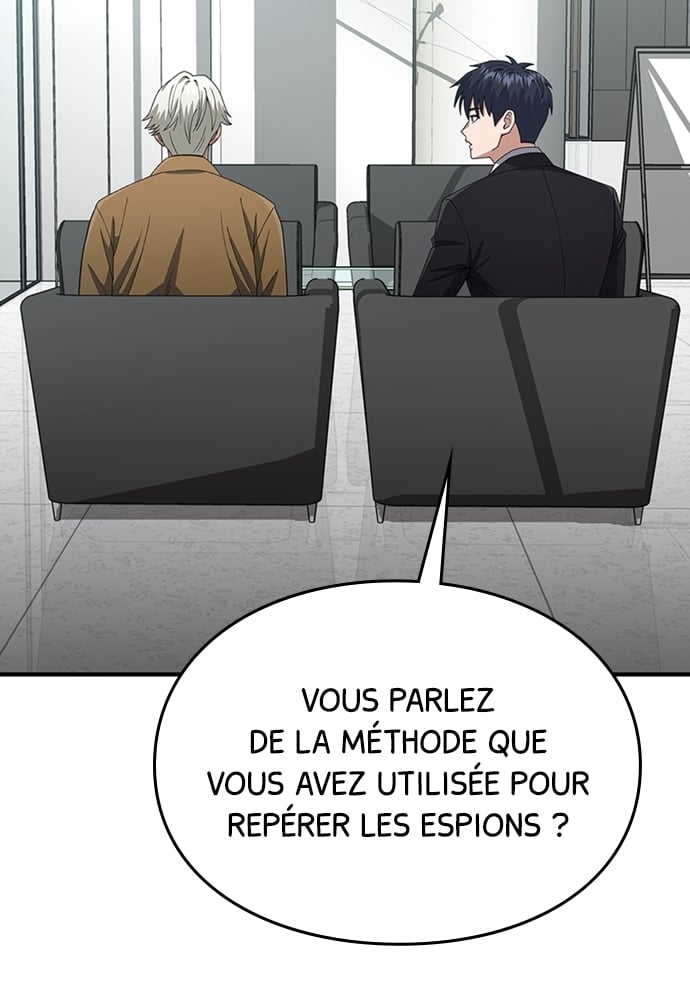 VOUS PARLEZ
DE LA MÉTHODE QUE
VOUS AVEZ UTILISÉE POUR
REPÉRER LES ESPIONS ?